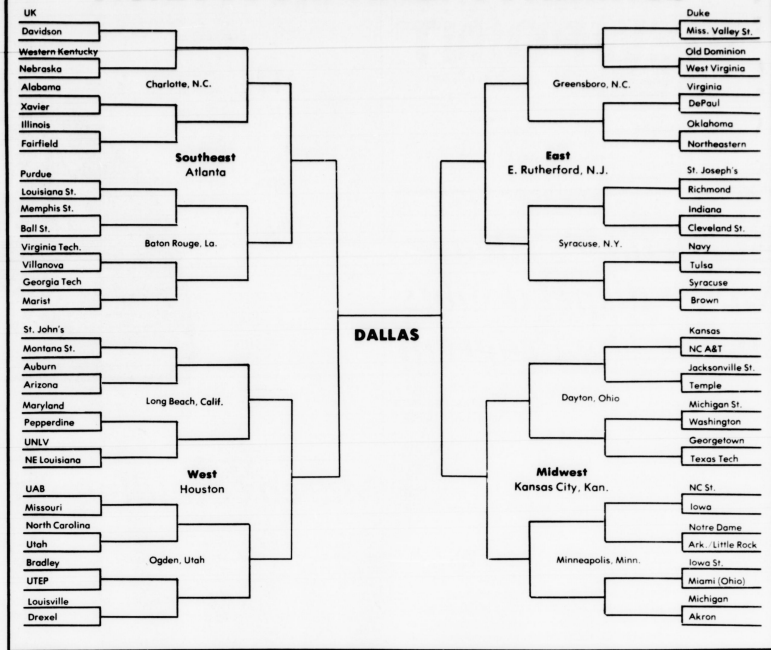 UK
Davidson
Western Kentucky
Nebraska
Charlotte, N.C.
Alabama
Xavier
Illinois
Fairfield
Southeast
Atlanta
Purdue
Louisiana St.
Memphis St.
Ball St.
Baton Rouge, La.
Virginia Tech.
Villanova
Georgia Tech
Marist
St. John's
Montana St.
Auburn
Arizona
Long Beach, Calif.
Maryland
Pepperdine
UNLV
NE Louisiana
West
Houston
UAB
Missouri
North Carolina
Utah
Ogden, Utah
Bradley
UTEP
Louisville
Drexel
DALLAS
Duke
Miss. Valley St.
Old Dominion
West Virginia
Greensboro, N.C.
Virginia
DePaul
Oklahoma
Northeastern
East
E. Rutherford, N.J.
St. Joseph's
Richmond
Indiana
Cleveland St.
Syracuse, N.Y.
Navy
Tulsa
Syracuse
Brown
Kansas
NC A&T
Jacksonville St.
Temple
Dayton, Ohio
Michigan St.
Washington
Georgetown
Texas Tech
Midwest
Kansas City, Kan.
NC St.
Iowa
Notre Dame
Ark./Little Rock
Minneapolis, Minn.
Iowa St.
Miami (Ohio)
Michigan
Akron